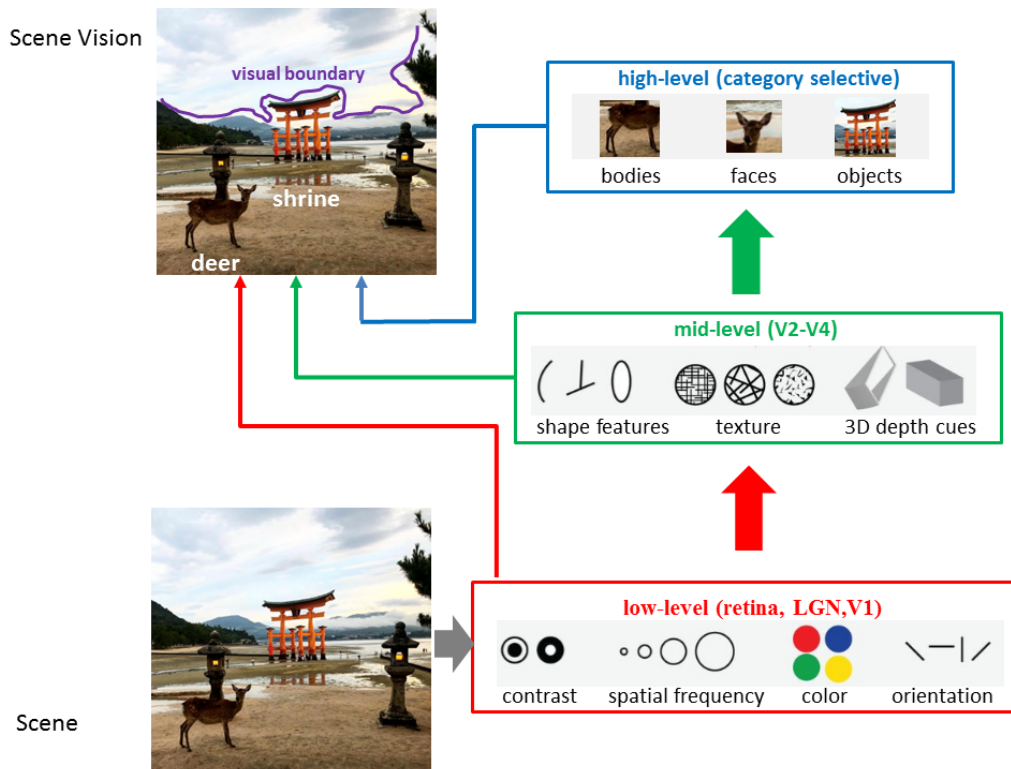 Scene Vision
visual boundary
shrine
deer
high-level (category selective)
bodies faces objects
mid-level (V2-V4)
shape features texture 3D depth cues
low-level (retina, LGN,V1)
contrast spatial frequency color orientation
Scene